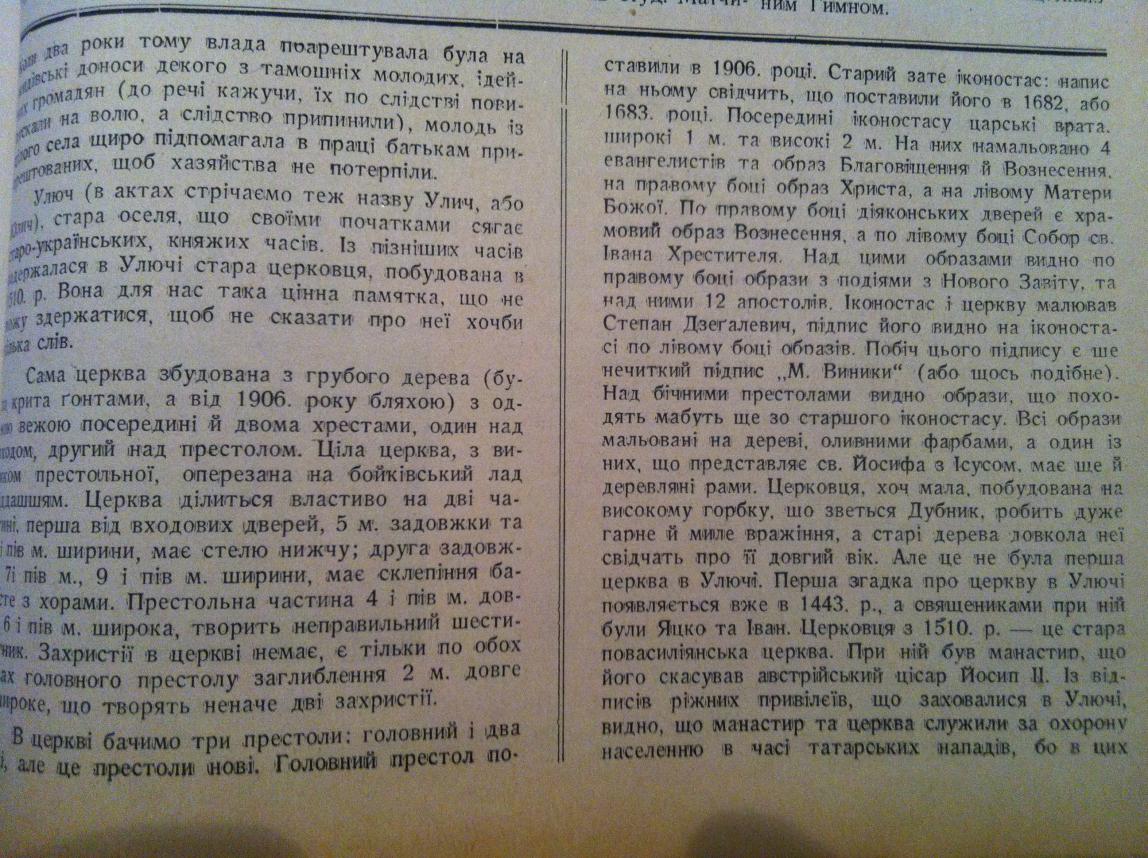 студ. Матчи- ним Гимном.
два роки тому влада поарештувала була на
доноси декого з тамошніх молодих, ідей-
громадян (до речі кажучи, їх по слідстві пови-
на волю, а слідство припинили), молодь із
села щиро підпомагала в праці батькам при-
щоб хазяйства не потерпіли.
Улюч (в актах стрічаємо теж назву Улич, або
стара оселя, що своїми початками сягає
княжих часів. Із пізніших часів
в Улючі стара церковця, побудована в
р. Вона для нас така цінна памятка, що не
здержатися, щоб не сказати про неї хочби
слів.
Сама церква збудована з грубого дерева (бу-
крита ґонтами, а від 1906. року бляхою) з од-
вежою посередині й двома хрестами, один над
другий над престолом. Ціла церква, з ви-
престольної, оперезана на бойківський лад
Церква ділиться властиво на дві ча-
перша від входових дверей, 5 м. задовжки та
пів м. ширини, має стелю нижчу; друга задовж-
7 і пів м., 9 і пів м. ширини, має склепіння ба-
з хорами. Престольна частина 4 і пів м. дов-
6 і пів м. широка, творить неправильний шести-
Захристії в церкві немає, є тільки по обох
головного престолу заглиблення 2 м. довге
що творять неначе дві захристії.
В церкві бачимо три престоли: головний і два
але це престоли нові. Головний престол по-
ставили в 1906. році. Старий зате іконостас: напис
на ньому свідчить, що поставили його в 1682, або
1683. році. Посередині іконостасу царські врата.
широкі 1 м. та високі 2 м. На них намальовано 4
евангелистів та образ Благовіщення й Вознесення.
на правому боці образ Христа, а на лівому Матери
Божої. По правому боці діяконських дверей є хра-
мовий образ Вознесення, а по лівому боці Собор св.
Івана Хрестителя. Над цими образами видно по
правому боці образи з подіями з Нового Завіту, та
над ними 12 апостолів. Іконостас і церкву малював
Степан Дзеґалевич, підпис його видно на іконоста-
сі по лівому боці образів. Побіч цього підпису є ще
нечиткий підпис „М. Виники“ (або щось подібне).
Над бічними престолами видно образи, що похо-
дять мабуть ще зо старшого іконостасу. Всі образи
мальовані на дереві, оливними фарбами, а один із
них, що представляє св. Йосифа з Ісусом, має ще й
деревляні рами. Церковця, хоч мала, побудована на
високому горбку, що зветься Дубник, робить дуже
гарне й миле вражіння, а старі дерева довкола неї
свідчать про її довгий вік. Але це не була перша
церква в Улючі. Перша згадка про церкву в Улючі
появляється вже в 1443. р., а священиками при ній
були Яцко та Іван. Церковця з 1510. р. — це стара
повасиліянська церква. При ній був манастир, що
його скасував австрійський цісар Йосип II. Із від-
писів ріжних привілеїв, що заховалися в Улючі,
видно, що манастир та церква служили за охорону
населенню в часі татарських нападів, бо в цих